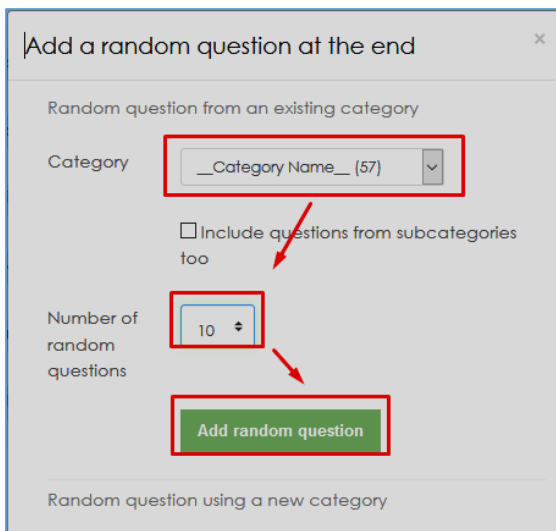 Add a random question at the end ×
Random question from an existing category
Category
__Category Name__ (57)
Include questions from subcategories
too
Number of
random
questions
10
Add random question
Random question using a new category